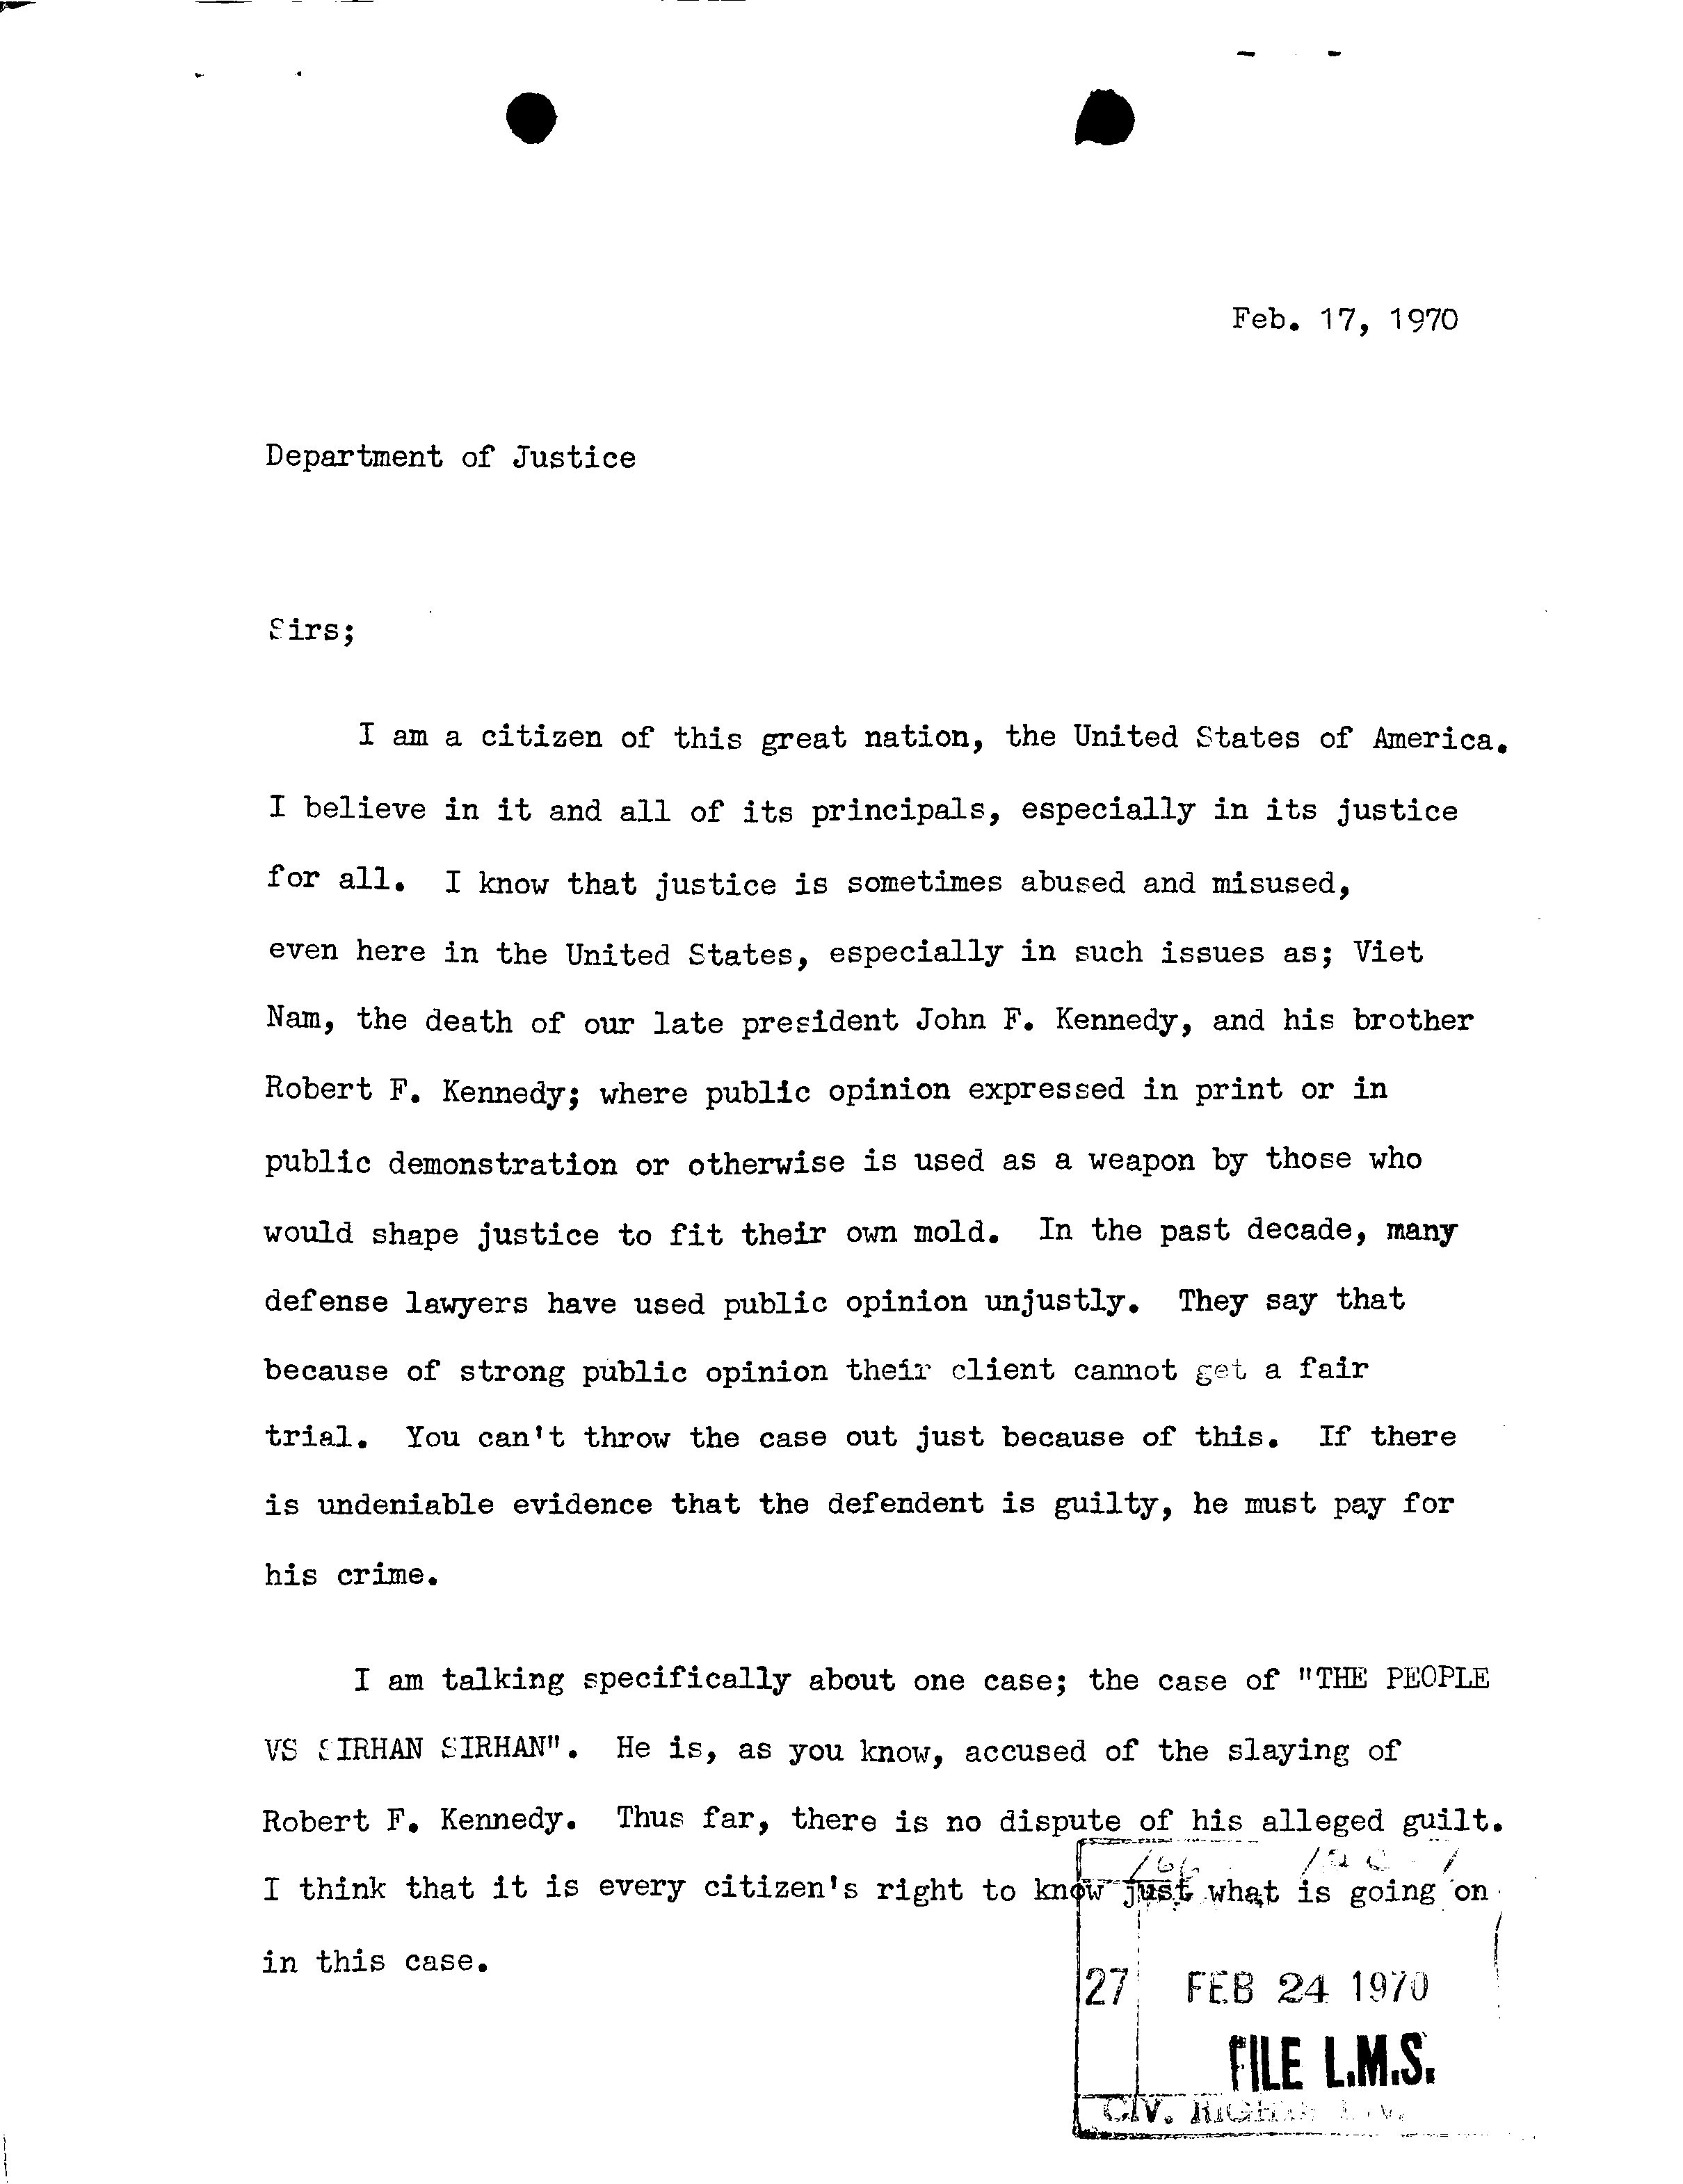 Feb. 17, 1970
Department of Justice
Sirs;
I am a citizen of this great nation, the United States of America.
I believe in it and all of its principals, especially in its justice
for all. I know that justice is sometimes abused and misused,
even here in the United States, especially in such issues as; Viet
Nam, the death of our late president John F. Kennedy, and his brother
Robert F. Kennedy; where public opinion expressed in print or in
public demonstration or otherwise is used as a weapon by those who
would shape justice to fit their own mold. In the past decade, many
defense lawyers have used public opinion unjustly. They say that
because of strong public opinion their client cannot get a fair
trial. You can't throw the case out just because of this. If there
is undeniable evidence that the defendent is guilty, he must pay for
his crime.
I am talking specifically about one case; the case of "THE PEOPLE
VS SIRHAN SIRHAN". He is, as you know, accused of the slaying of
Robert F. Kennedy. Thus far, there is no dispute of his alleged guilt.
I think that it is every citizen's right to know just what is going on
in this case.
27 FEB 24 1970
FILE L.M.S.
CIV. RIGHTS